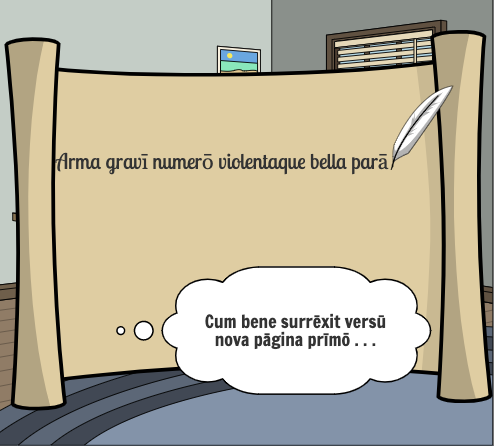 Arma gravī numerō violentaque bella parā
Cum bene surrēxit versū
nova pāgina prīmō . . .